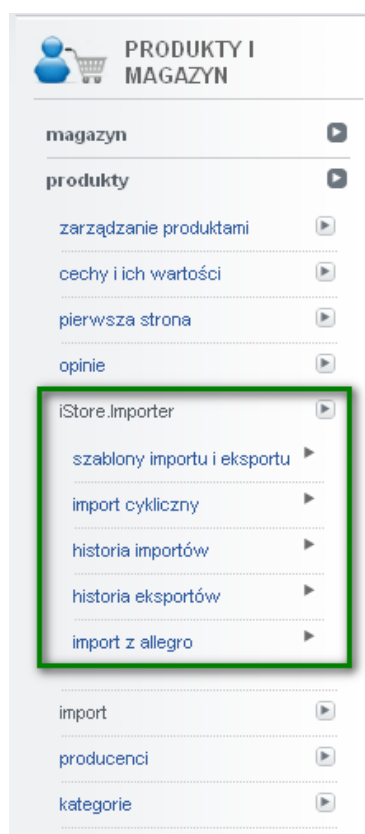 PRODUKTY I
MAGAZYN
magazyn
produkty
zarządzanie produktami
cechy i ich wartości
pierwsza strona
opinie
iStore.Importer
szablony importu i eksportu
import cykliczny
historia importów
historia eksportów
import z allegro
import
producenci
kategorie